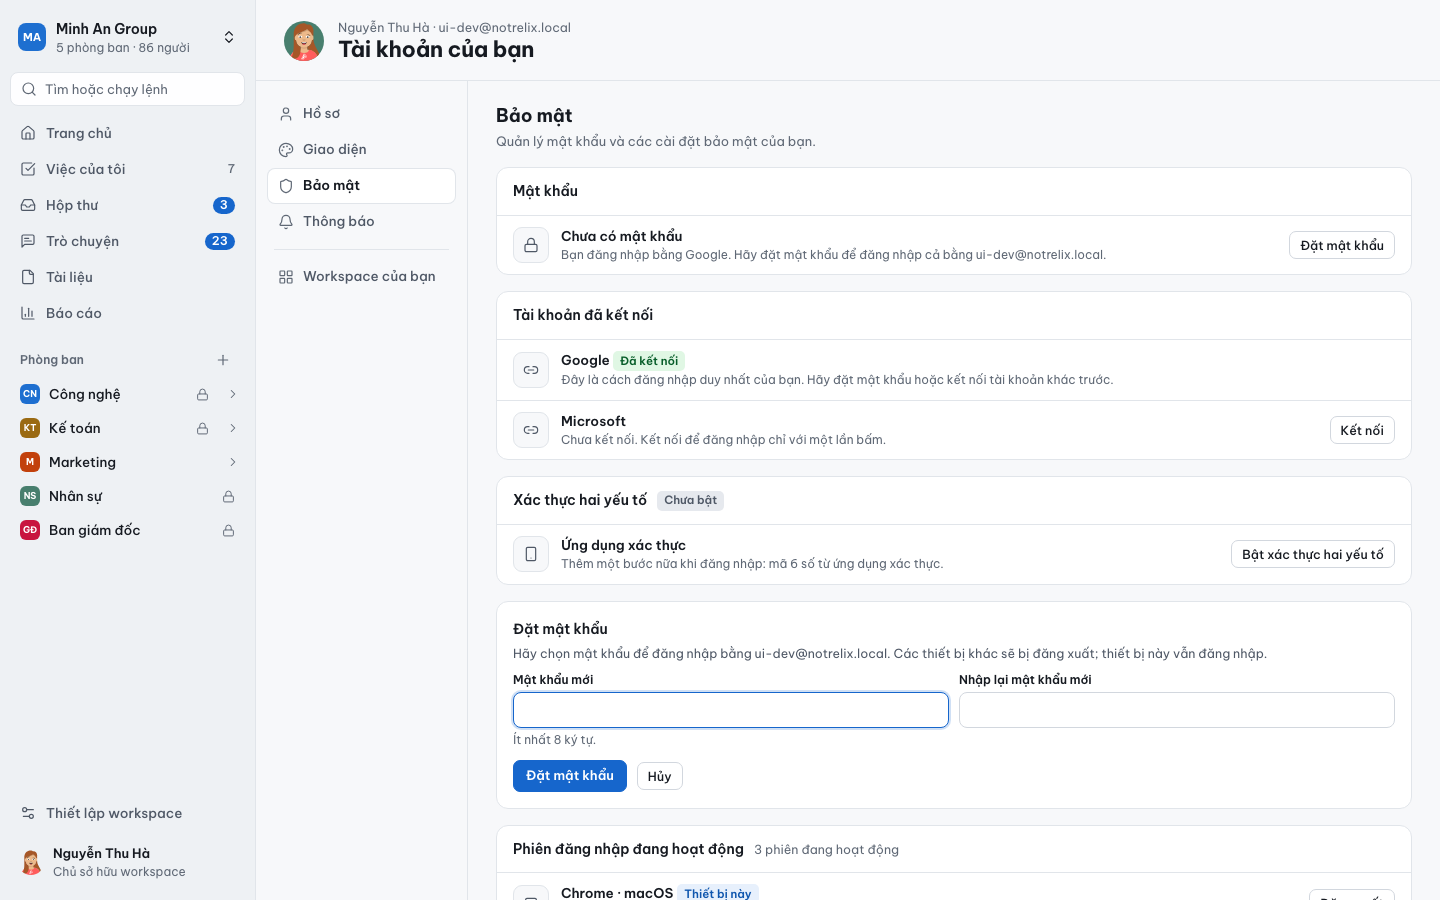 MA
Minh An Group
5 phòng ban · 86 người
Tìm hoặc chạy lệnh
Trang chủ
Việc của tôi 7
Hộp thư 3
Trò chuyện 23
Tài liệu
Báo cáo
Phòng ban
CN Công nghệ
KT Kế toán
M Marketing
NS Nhân sự
GĐ Ban giám đốc
Thiết lập workspace
Nguyễn Thu Hà
Chủ sở hữu workspace
Nguyễn Thu Hà · ui-dev@notrelix.local
Tài khoản của bạn
Hồ sơ
Giao diện
Bảo mật
Thông báo
Workspace của bạn
Bảo mật
Quản lý mật khẩu và các cài đặt bảo mật của bạn.
Mật khẩu
Chưa có mật khẩu
Bạn đăng nhập bằng Google. Hãy đặt mật khẩu để đăng nhập cả bằng ui-dev@notrelix.local.
Đặt mật khẩu
Tài khoản đã kết nối
Google Đã kết nối
Đây là cách đăng nhập duy nhất của bạn. Hãy đặt mật khẩu hoặc kết nối tài khoản khác trước.
Microsoft
Chưa kết nối. Kết nối để đăng nhập chỉ với một lần bấm.
Kết nối
Xác thực hai yếu tố Chưa bật
Ứng dụng xác thực
Thêm một bước nữa khi đăng nhập: mã 6 số từ ứng dụng xác thực.
Bật xác thực hai yếu tố
Đặt mật khẩu
Hãy chọn mật khẩu để đăng nhập bằng ui-dev@notrelix.local. Các thiết bị khác sẽ bị đăng xuất; thiết bị này vẫn đăng nhập.
Mật khẩu mới
Nhập lại mật khẩu mới
Ít nhất 8 ký tự.
Đặt mật khẩu Hủy
Phiên đăng nhập đang hoạt động 3 phiên đang hoạt động
Chrome · macOS Thiết bị này